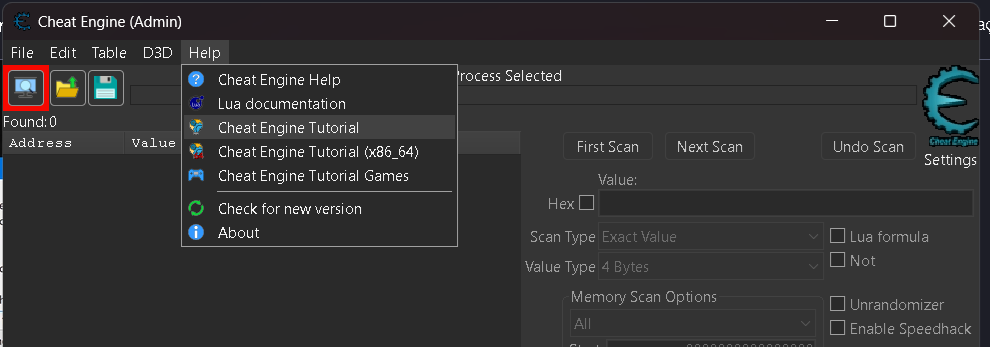 Cheat Engine (Admin)
File Edit Table D3D Help
Cheat Engine Help
Lua documentation
Cheat Engine Tutorial
Cheat Engine Tutorial (x86_64)
Cheat Engine Tutorial Games
Check for new version
About
Process Selected
Found:0
Address Value
First Scan Next Scan Undo Scan
Cheat Engine
Settings
Value:
Hex
Scan Type Exact Value
Lua formula
Not
Value Type 4 Bytes
Memory Scan Options
All
Unrandomizer
Enable Speedhack